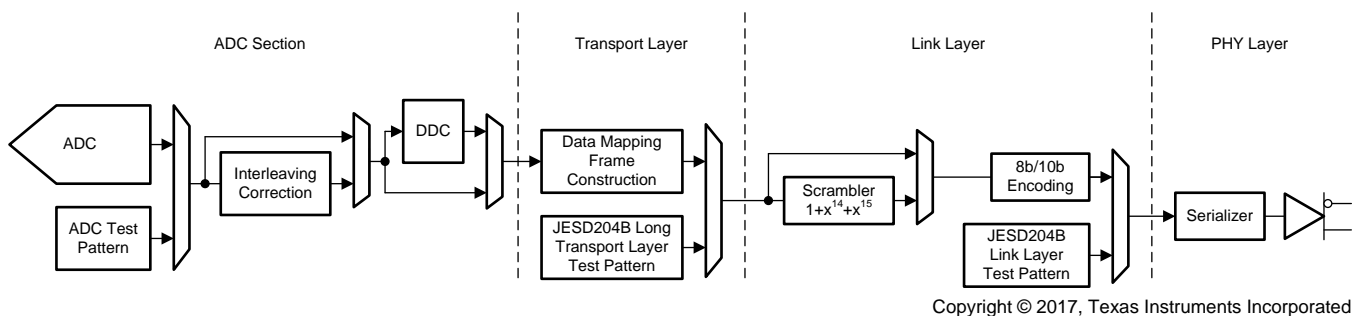 ADC Section
Transport Layer
Link Layer
PHY Layer
ADC
ADC Test
Pattern
Interleaving
Correction
DDC
Data Mapping
Frame
Construction
JESD204B Long
Transport Layer
Test Pattern
Scrambler
1+x¹⁴+x¹⁵
8b/10b
Encoding
JESD204B
Link Layer
Test Pattern
Serializer
Copyright © 2017, Texas Instruments Incorporated